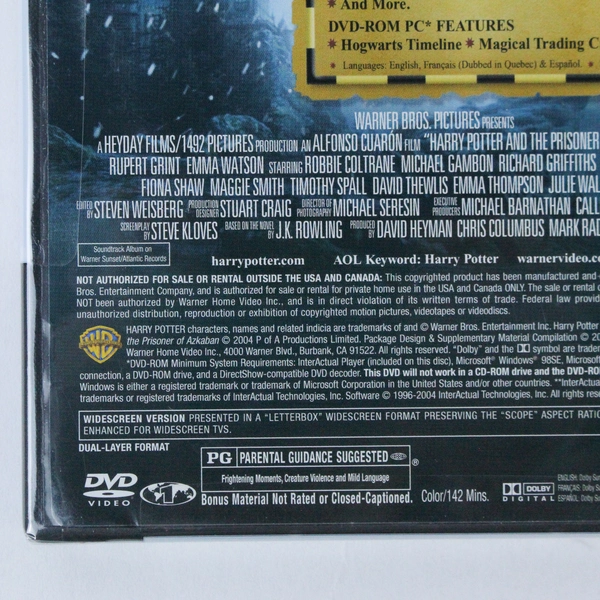 * And More.
DVD-ROM PC* FEATURES
* Hogwarts Timeline * Magical Trading C
* Languages: English, Français (Dubbed in Quebec) & Español. *
WARNER BROS. PICTURES PRESENTS
A HEYDAY FILMS/1492 PICTURES PRODUCTION AN ALFONSO CUARÓN FILM "HARRY POTTER AND THE PRISONER
RUPERT GRINT EMMA WATSON STARRING ROBBIE COLTRANE MICHAEL GAMBON RICHARD GRIFFITHS
FIONA SHAW MAGGIE SMITH TIMOTHY SPALL DAVID THEWLIS EMMA THOMPSON JULIE WAL
EDITED BY STEVEN WEISBERG PRODUCTION DESIGNER STUART CRAIG DIRECTOR OF PHOTOGRAPHY MICHAEL SERESIN EXECUTIVE PRODUCERS MICHAEL BARNATHAN CALL
SCREENPLAY BY STEVE KLOVES BASED ON THE NOVEL BY J.K. ROWLING PRODUCED BY DAVID HEYMAN CHRIS COLUMBUS MARK RAD
Soundtrack Album on
Warner Sunset/Atlantic Records
harrypotter.com AOL Keyword: Harry Potter warnervideo.co
NOT AUTHORIZED FOR SALE OR RENTAL OUTSIDE THE USA AND CANADA: This copyrighted product has been manufactured and
Bros. Entertainment Company, and is authorized for sale or rental for private home use in the USA and Canada ONLY. The sale or rental
NOT been authorized by Warner Home Video Inc., and is in direct violation of its written terms of trade. Federal law provid
unauthorized distribution, reproduction or exhibition of copyrighted motion pictures, videotapes or videodiscs.
WB
HARRY POTTER characters, names and related indicia are trademarks of and © Warner Bros. Entertainment Inc. Harry Potter
the Prisoner of Azkaban © 2004 P of A Productions Limited. Package Design & Supplementary Material Compilation © 20
Warner Home Video Inc., 4000 Warner Blvd., Burbank, CA 91522. All rights reserved. "Dolby" and the symbol are tradem
*DVD-ROM Minimum System Requirements: InterActual Player (included on this disc), Microsoft® Windows® 98SE, Microsoft
connection, a DVD-ROM drive, and a DirectShow-compatible DVD decoder. This DVD will not work in a CD-ROM drive and the DVD-RO
Windows is either a registered trademark or trademark of Microsoft Corporation in the United States and/or other countries. **InterActual
trademarks or registered trademarks of InterActual Technologies, Inc. Software © 1996-2004 InterActual Technologies, Inc. All rights rese
WIDESCREEN VERSION PRESENTED IN A "LETTERBOX" WIDESCREEN FORMAT PRESERVING THE "SCOPE" ASPECT RATIO
ENHANCED FOR WIDESCREEN TVS.
DUAL-LAYER FORMAT
PG PARENTAL GUIDANCE SUGGESTED ®
Frightening Moments, Creature Violence and Mild Language
DVD VIDEO 1 Bonus Material Not Rated or Closed-Captioned. Color/142 Mins. DOLBY DIGITAL
ENGLISH: Dolby Su
FRANÇAIS: Dolby S
ESPAÑOL: Dolby Su